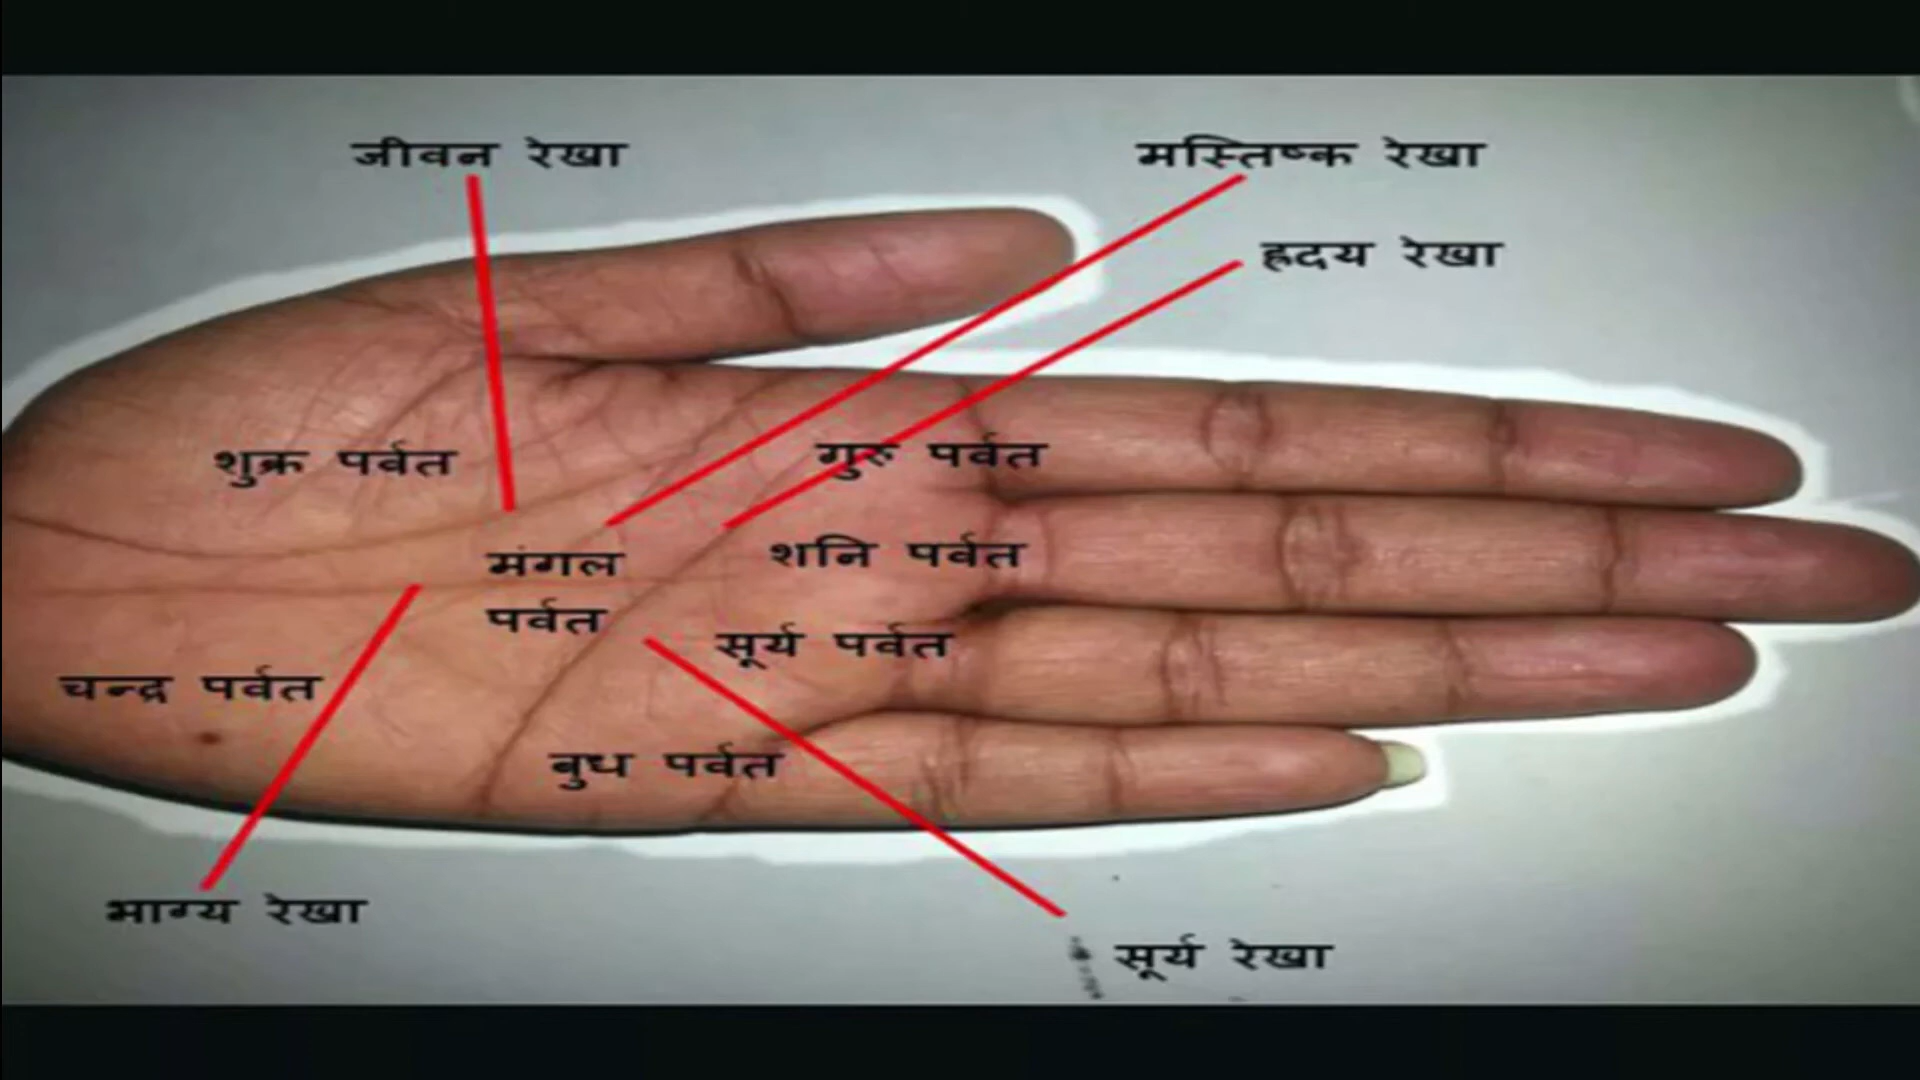 जीवन रेखा
मस्तिष्क रेखा
ह्रदय रेखा
शुक्र पर्वत
गुरु पर्वत
मंगल
पर्वत
शनि पर्वत
सूर्य पर्वत
चन्द्र पर्वत
बुध पर्वत
भाग्य रेखा
सूर्य रेखा